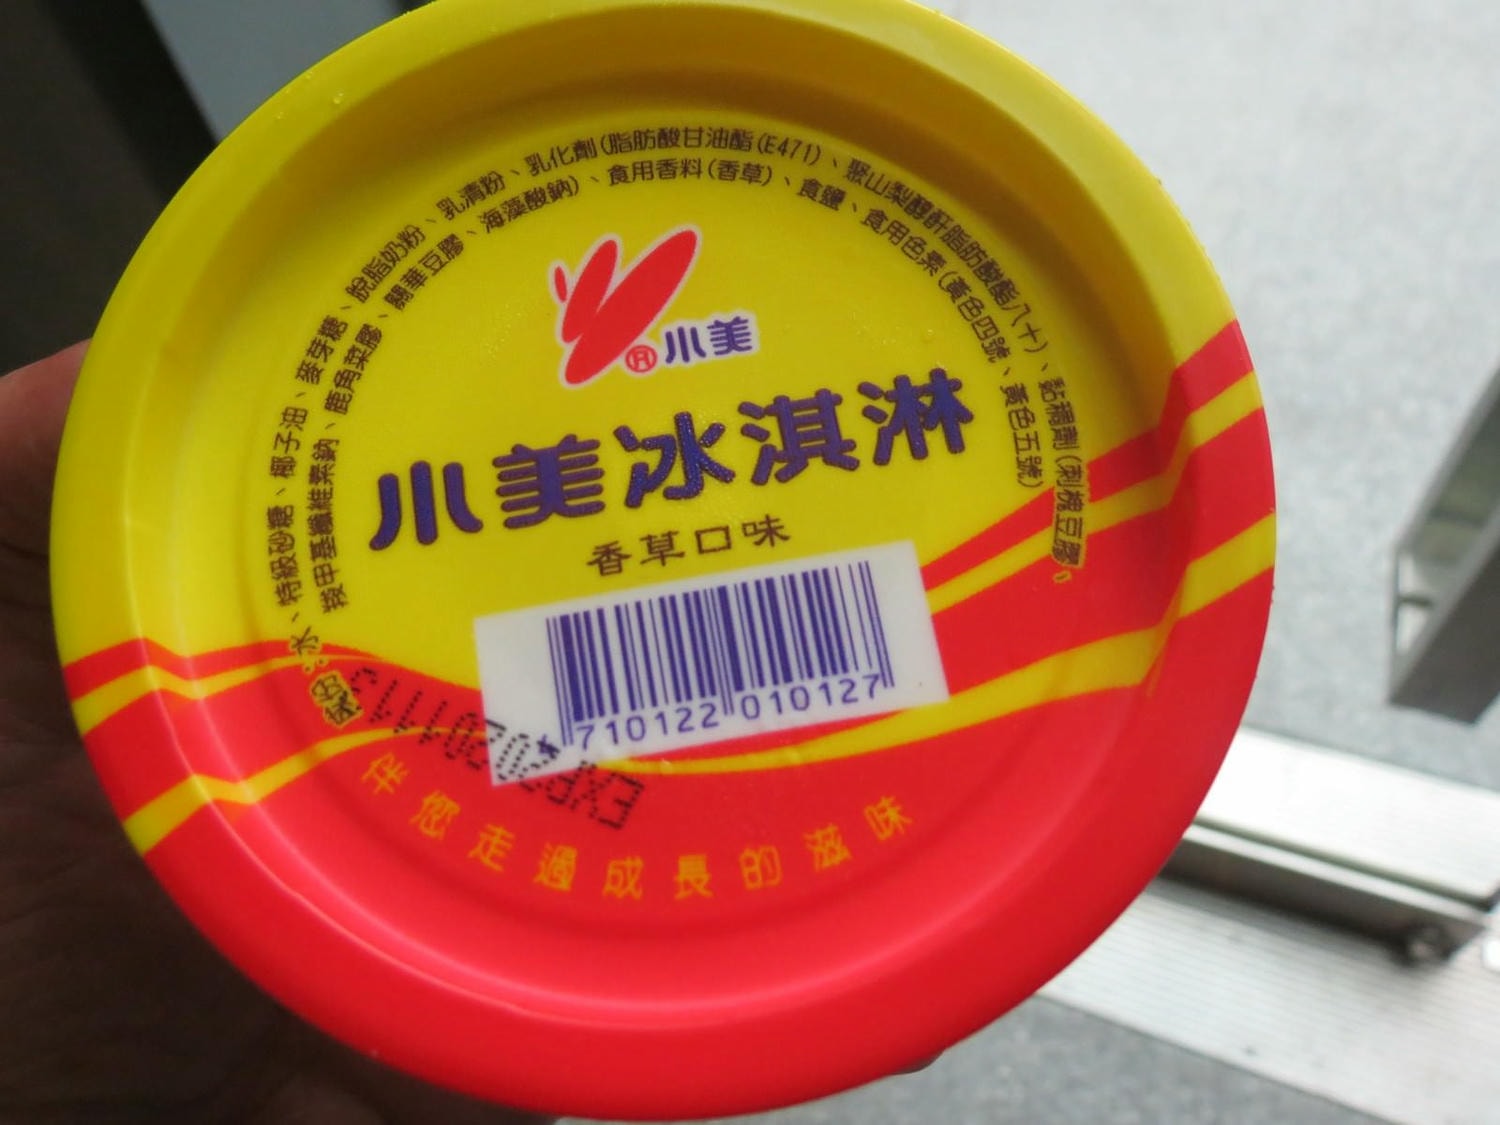 成份:水、特級砂糖、椰子油、麥芽糖、脫脂奶粉、乳清粉、乳化劑(脂肪酸甘油酯(E471)、聚山梨醇酐脂肪酸酯八十)、黏稠劑(刺槐豆膠、
羧甲基纖維素鈉、鹿角菜膠、關華豆膠、海藻酸鈉)、食用香料(香草)、食鹽、食用色素(黃色四號、黃色五號)
小美
小美冰淇淋
香草口味
4 710122 010127
EXP 20111
伴您走過成長的滋味